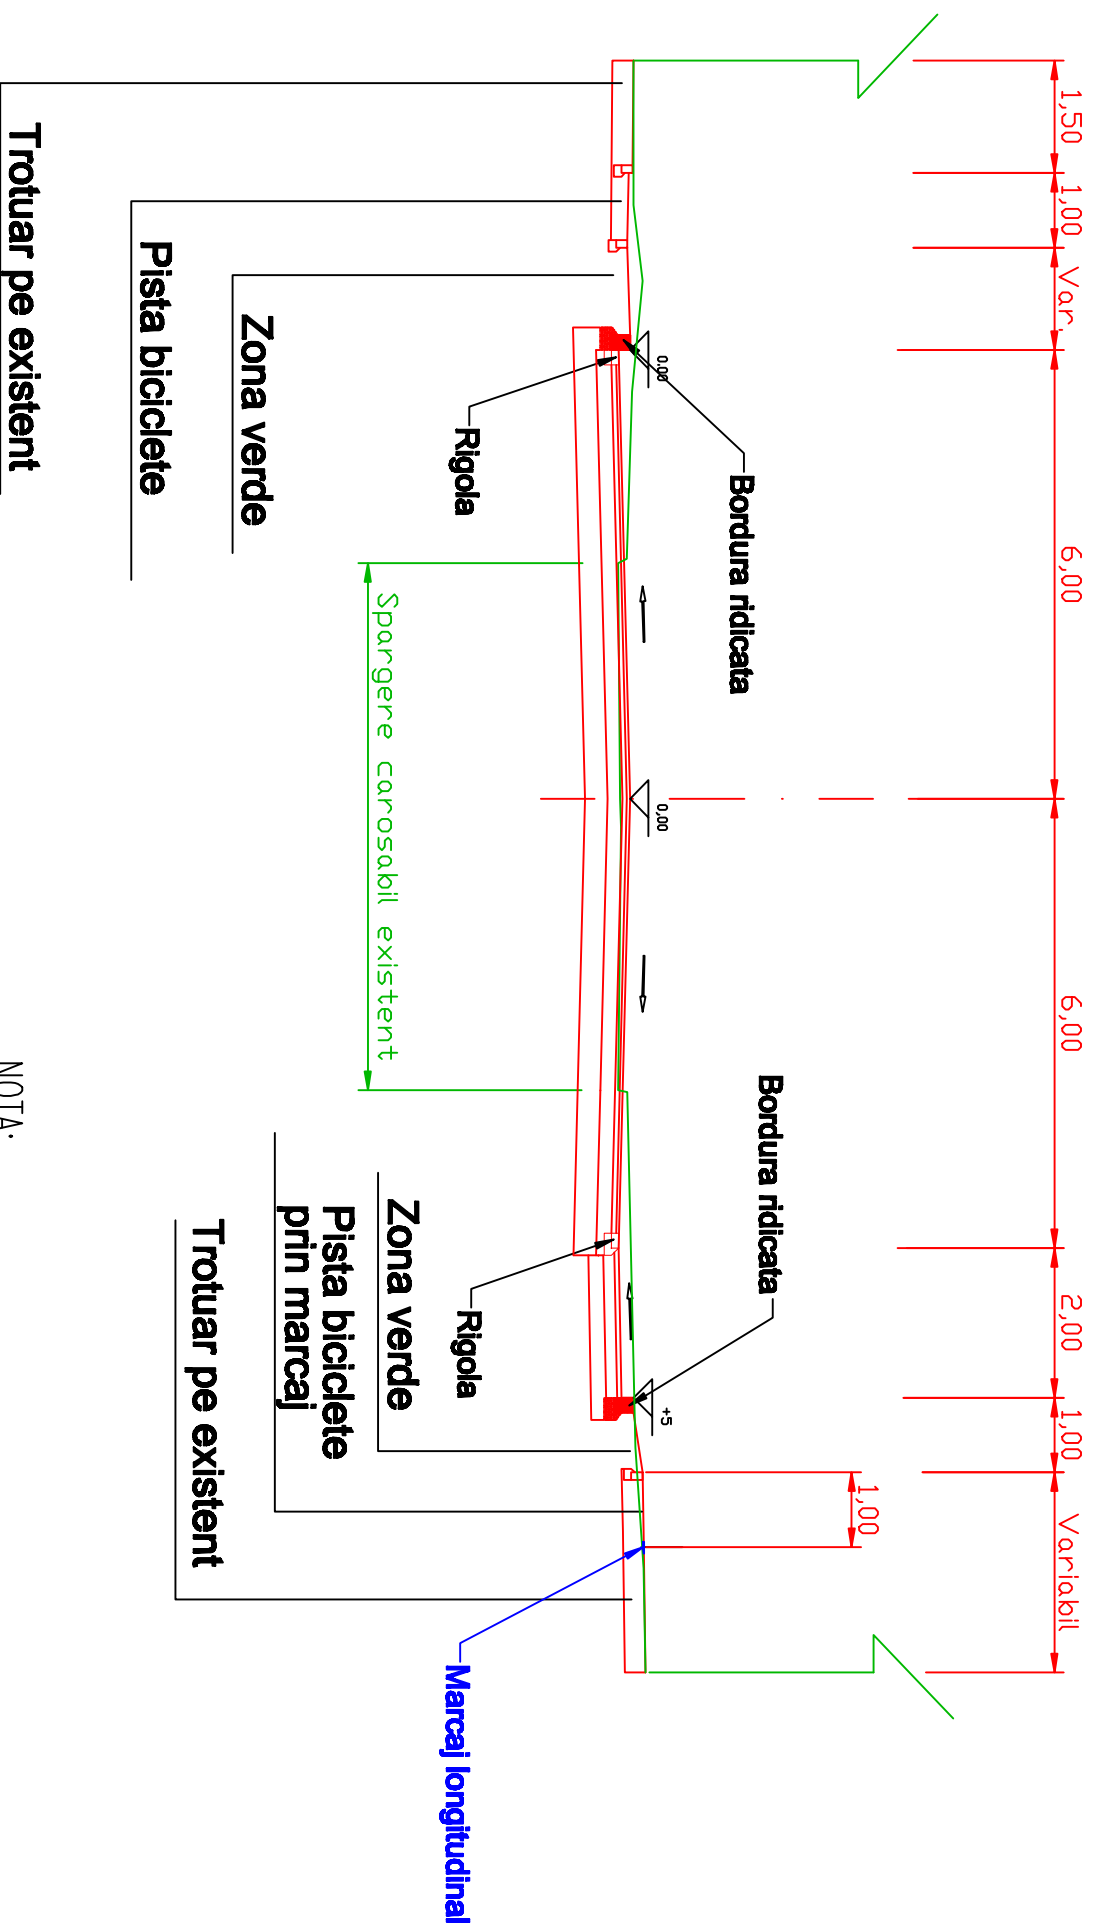 1,50
1,00
Var.
6,00
6,00
2,00
1,00
Variabil
1,00
Bordura ridicata
Bordura ridicata
0.00
0,00
+5
Rigola
Rigola
Marcaj longitudinal
Spargere carosabil existent
Zona verde
Pista biciclete
Trotuar pe existent
Zona verde
Pista biciclete
prin marcaj
Trotuar pe existent
NOTA: